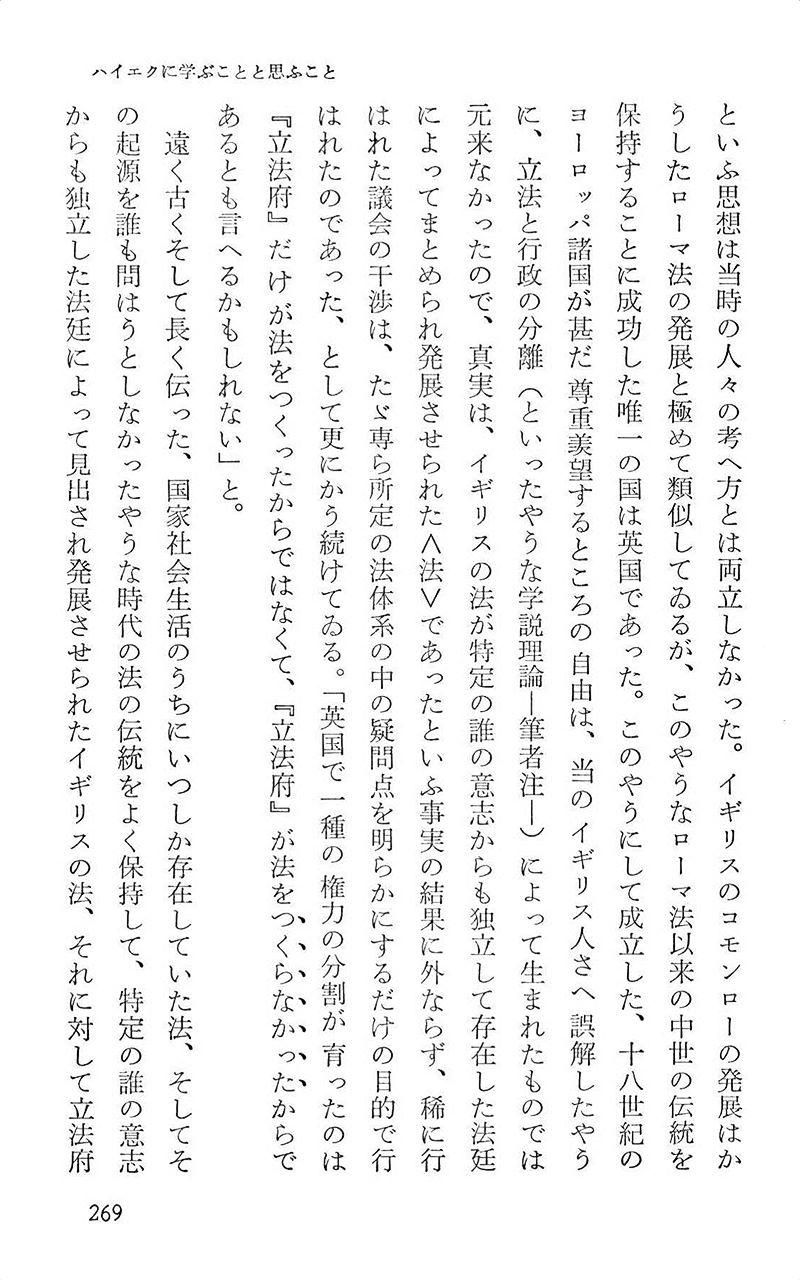 ハイエクに学ぶことと思ふこと
といふ思想は当時の人々の考へ方とは両立しなかった。イギリスのコモンローの発展はか
うしたローマ法の発展と極めて類似してゐるが、このやうなローマ法以来の中世の伝統を
保持することに成功した唯一の国は英国であった。このやうにして成立した、十八世紀の
ヨーロッパ諸国が甚だ尊重羨望するところの自由は、当のイギリス人さへ誤解したやう
に、立法と行政の分離（といったやうな学説理論―筆者注―）によって生まれたものでは
元来なかったので、真実は、イギリスの法が特定の誰の意志からも独立して存在した法廷
によってまとめられ発展させられた＜法＞であったといふ事実の結果に外ならず、稀に行
はれた議会の干渉は、たゞ専ら所定の法体系の中の疑問点を明らかにするだけの目的で行
はれたのであった、として更にかう続けてゐる。「英国で一種の権力の分割が育ったのは
『立法府』だけが法をつくったからではなくて、『立法府』が法をつくらなかったからで
あるとも言へるかもしれない」と。
遠く古くそして長く伝った、国家社会生活のうちにいつしか存在していた法、そしてそ
の起源を誰も問はうとしなかったやうな時代の法の伝統をよく保持して、特定の誰の意志
からも独立した法廷によって見出され発展させられたイギリスの法、それに対して立法府
269